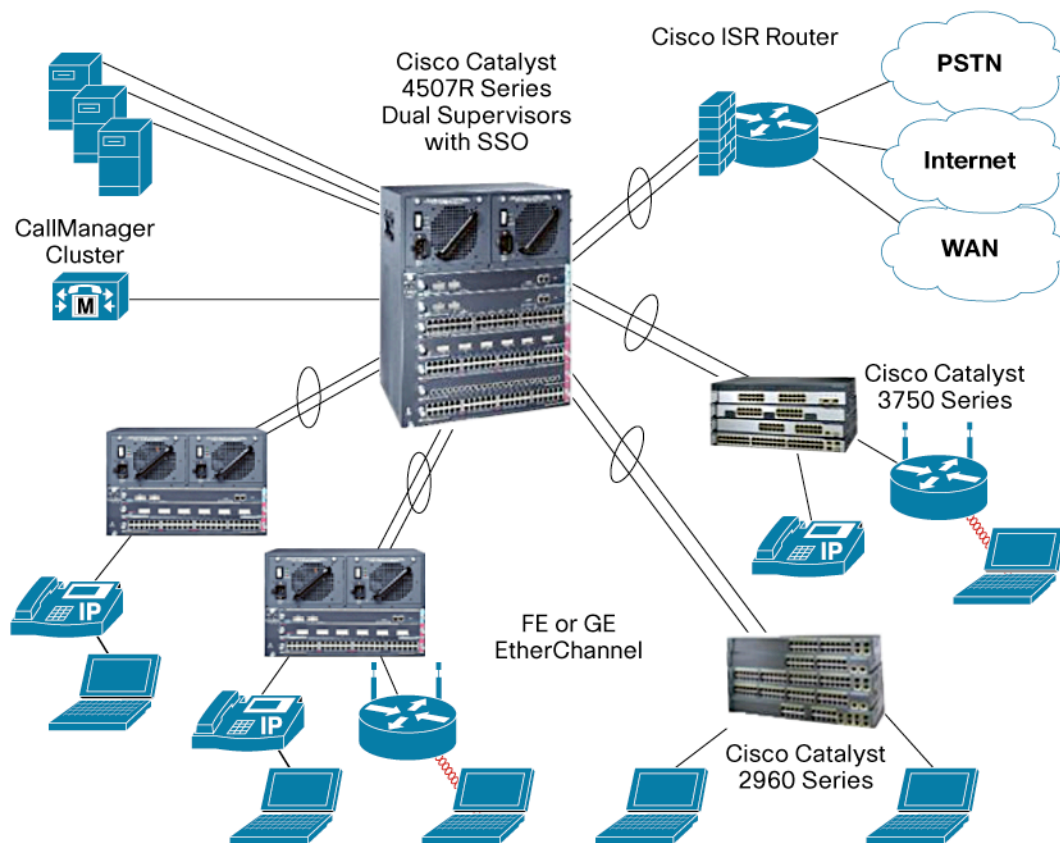 Cisco Catalyst
4507R Series
Dual Supervisors
with SSO
Cisco ISR Router
PSTN
Internet
WAN
CallManager
Cluster
M
Cisco Catalyst
3750 Series
IP
IP
FE or GE
EtherChannel
IP
Cisco Catalyst
2960 Series